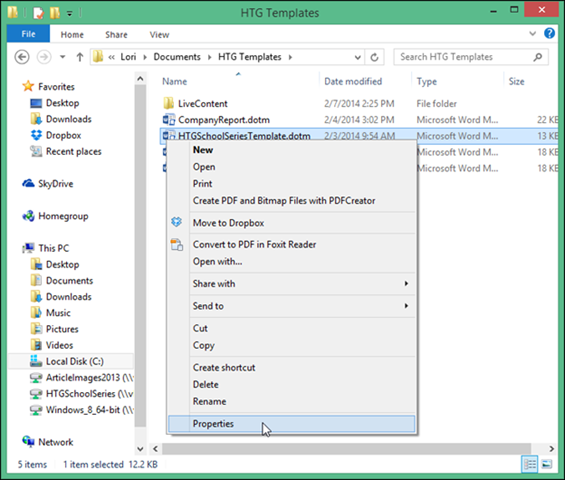 HTG Templates
File Home Share View
Lori Documents HTG Templates Search HTG Templates
Name Date modified Type Size
Favorites
Desktop
Downloads
Dropbox
Recent places
SkyDrive
Homegroup
This PC
Desktop
Documents
Downloads
Music
Pictures
Videos
Local Disk (C:)
ArticleImages2013 (\\
HTGSchoolSeries (\\
Windows_8_64-bit (\\
Network
LiveContent 2/7/2014 2:25 PM File folder
CompanyReport.dotm 2/4/2014 3:02 PM Microsoft Word M... 22 KB
HTGSchoolSeriesTemplate.dotm 2/3/2014 9:54 AM Microsoft Word M... 13 KB
Microsoft Word M... 18 KB
Microsoft Word M... 18 KB
New
Open
Print
Create PDF and Bitmap Files with PDFCreator
Move to Dropbox
Convert to PDF in Foxit Reader
Open with...
Share with
Send to
Cut
Copy
Create shortcut
Delete
Rename
Properties
5 items 1 item selected 12.2 KB